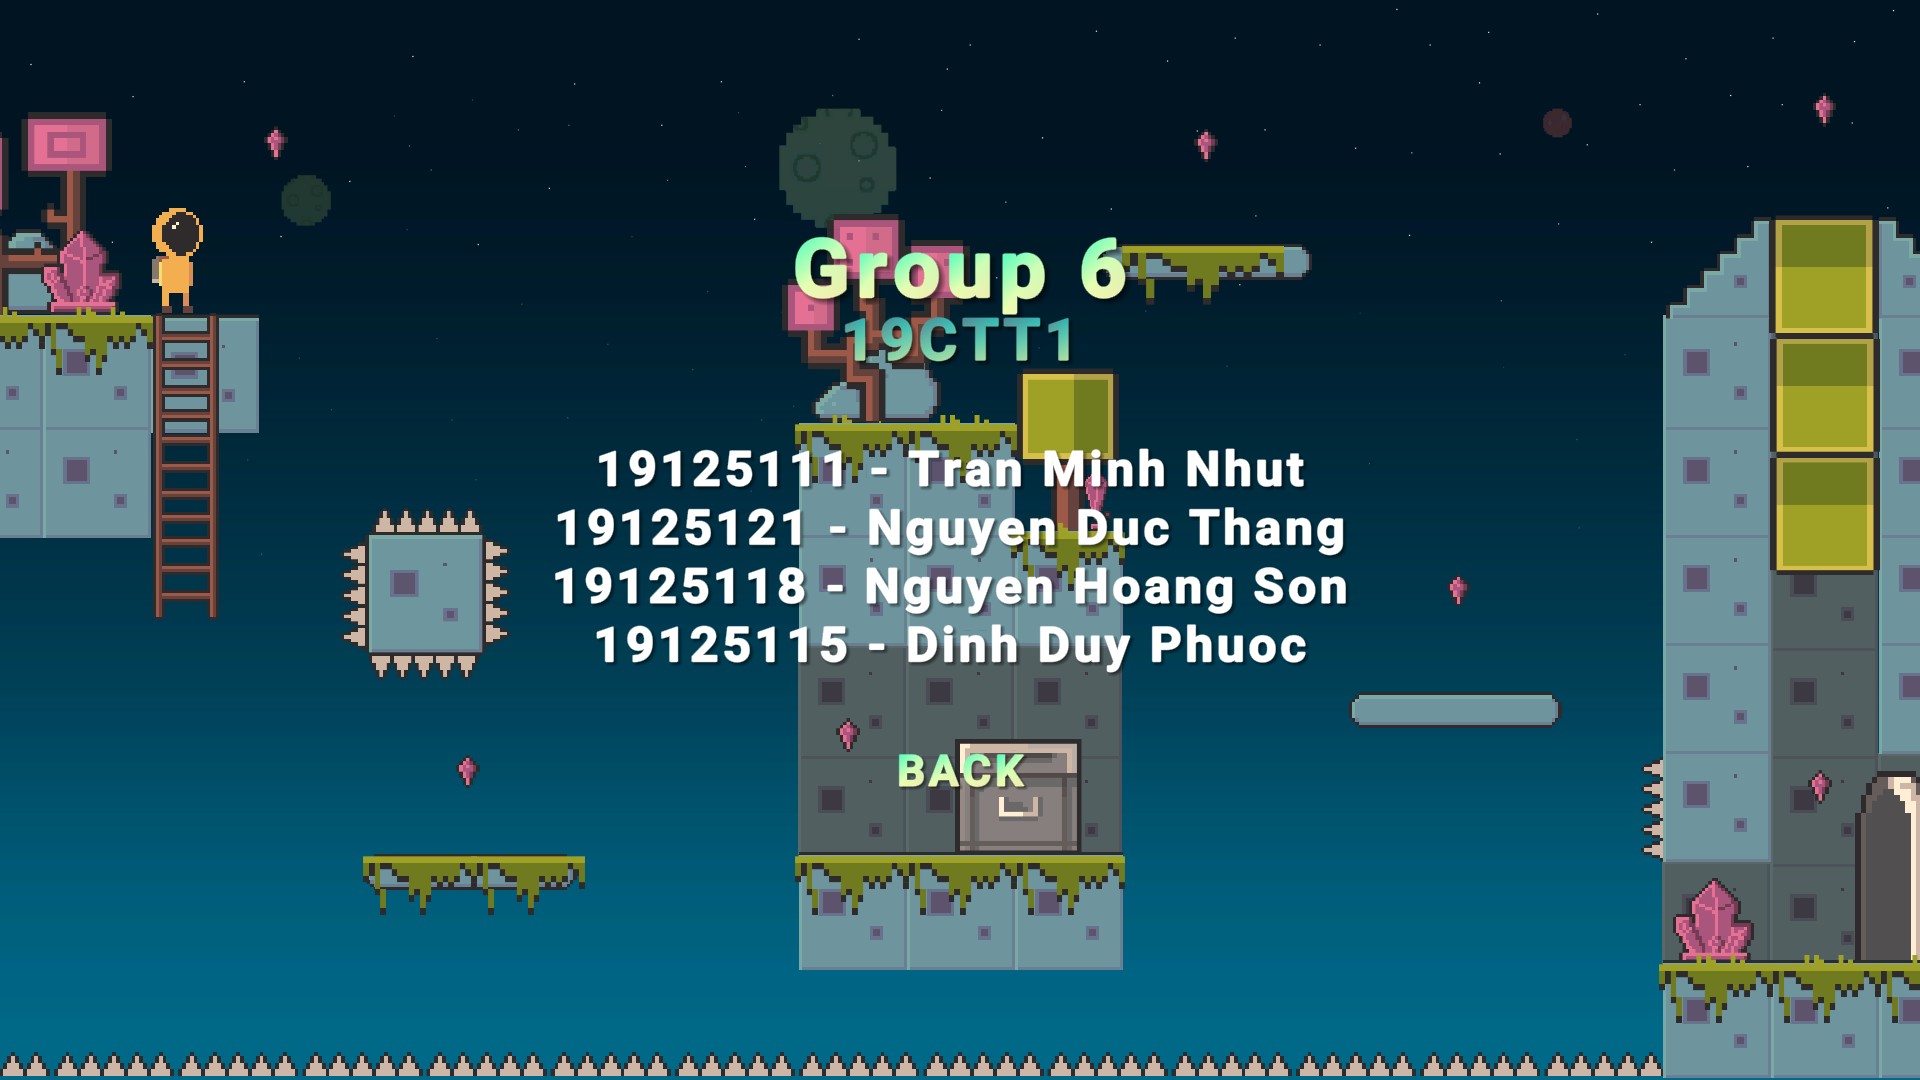 Group 6
19CTT1
19125111 - Tran Minh Nhut
19125121 - Nguyen Duc Thang
19125118 - Nguyen Hoang Son
19125115 - Dinh Duy Phuoc
BACK